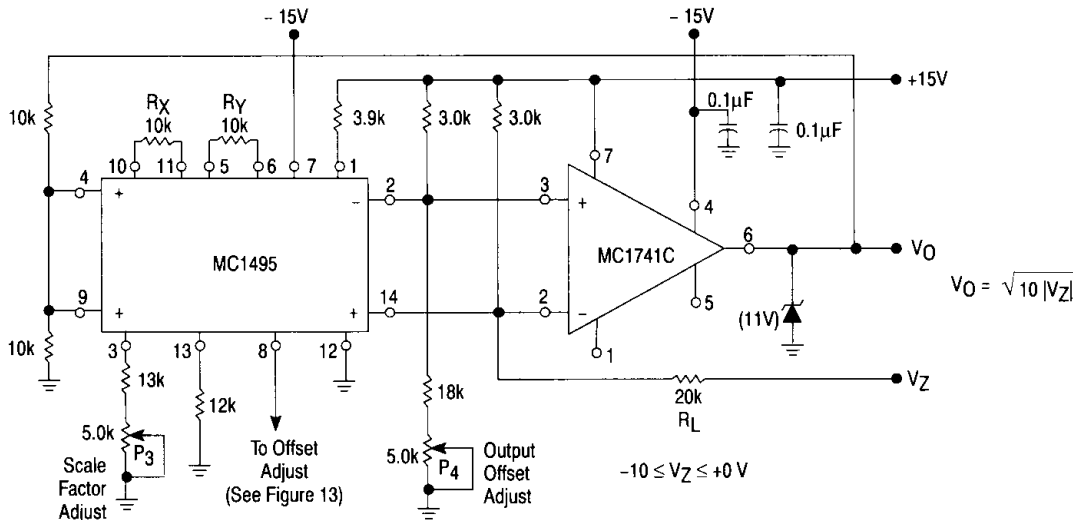 – 15V
– 15V
+15V
10k
RX
10k
RY
10k
3.9k
3.0k
3.0k
0.1µF
0.1µF
10
11
5
6
7
1
7
4
+
–
2
3
+
4
MC1495
MC1741C
6
VO
VO = √10 |VZ|
9
+
+
14
2
–
5
(11V)
10k
3
13
8
12
1
13k
12k
18k
20k
RL
VZ
5.0k
P3
Scale
Factor
Adjust
To Offset
Adjust
(See Figure 13)
5.0k
P4
Output
Offset
Adjust
–10 ≤ VZ ≤ +0 V